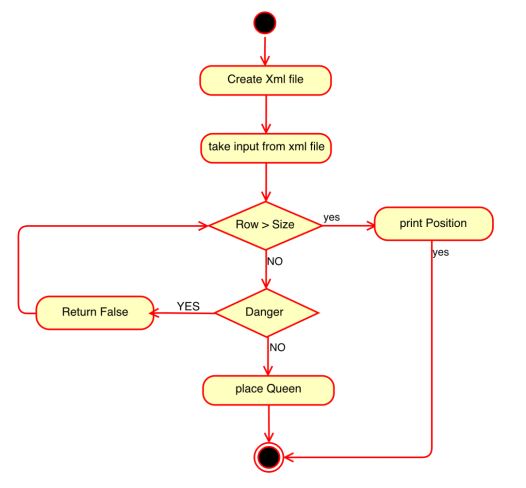 Create Xml file
take input from xml file
Row > Size
yes
print Position
NO
yes
Return False
YES
Danger
NO
place Queen